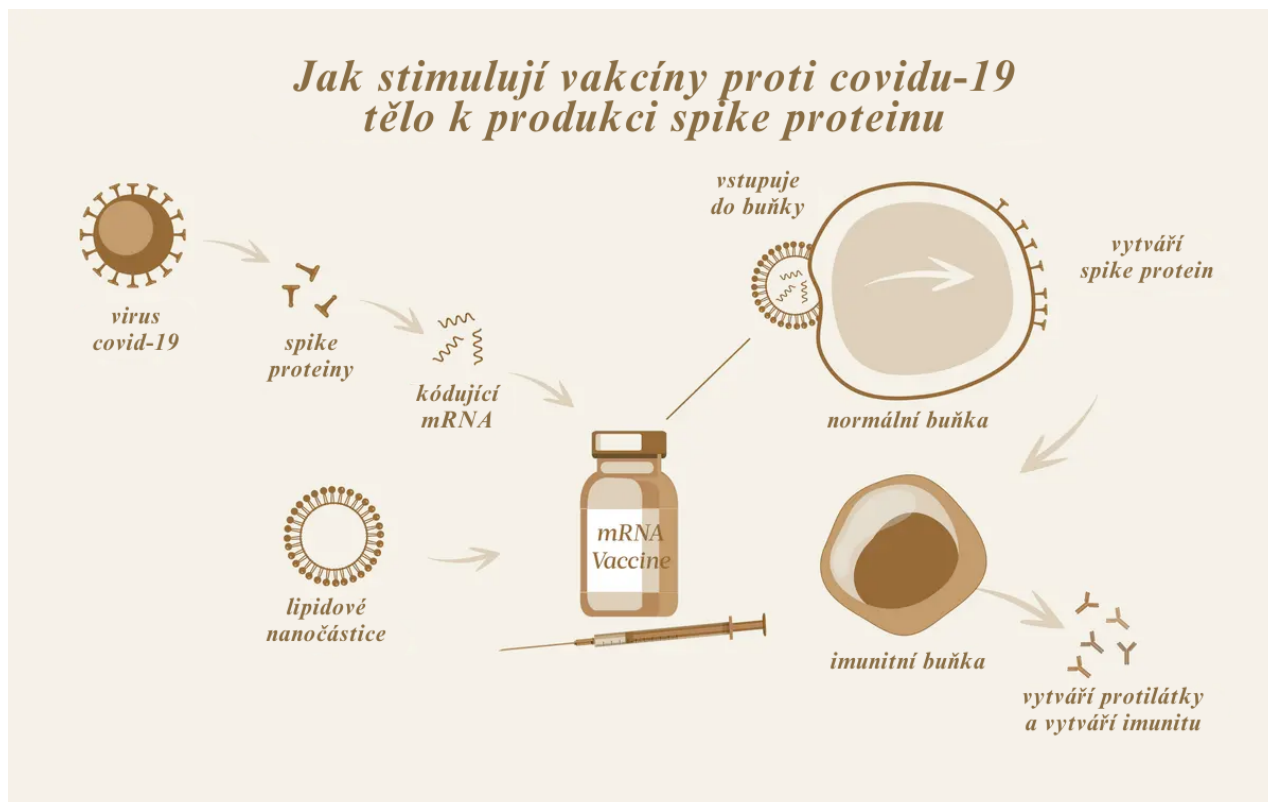 Jak stimulují vakcíny proti covidu-19
tělo k produkci spike proteinu
virus
covid-19
spike
proteiny
kódující
mRNA
lipidové
nanočástice
mRNA
Vaccine
vstupuje
do buňky
normální buňka
vytváří
spike protein
imunitní buňka
vytváří protilátky
a vytváří imunitu